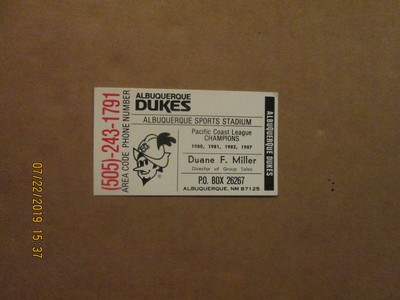 (505)-243-1791
AREA CODE PHONE NUMBER
ALBUQUERQUE
DUKES
ALBUQUERQUE SPORTS STADIUM
Pacific Coast League
CHAMPIONS
1980, 1981, 1982, 1987
Duane F. Miller
Director of Group Sales
P.O. BOX 26267
ALBUQUERQUE, NM 87125
ALBUQUERQUE DUKES
07/22/2019 15:37